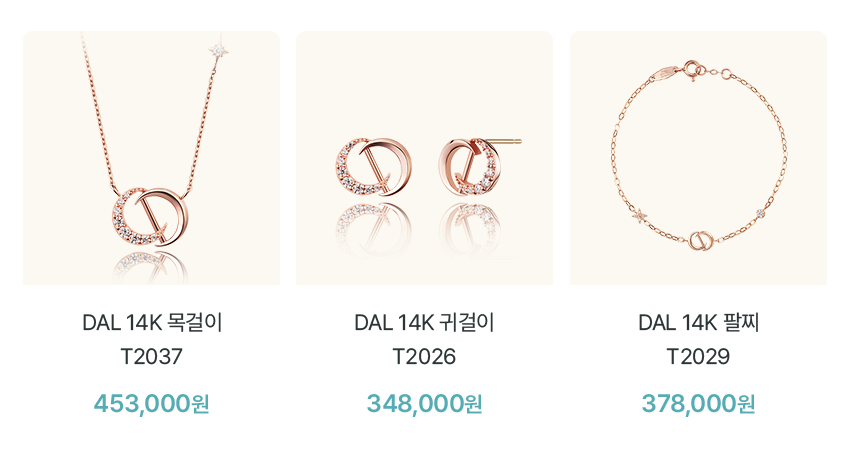 DAL 14K 목걸이
T2037
453,000원
DAL 14K 귀걸이
T2026
348,000원
DAL 14K 팔찌
T2029
378,000원